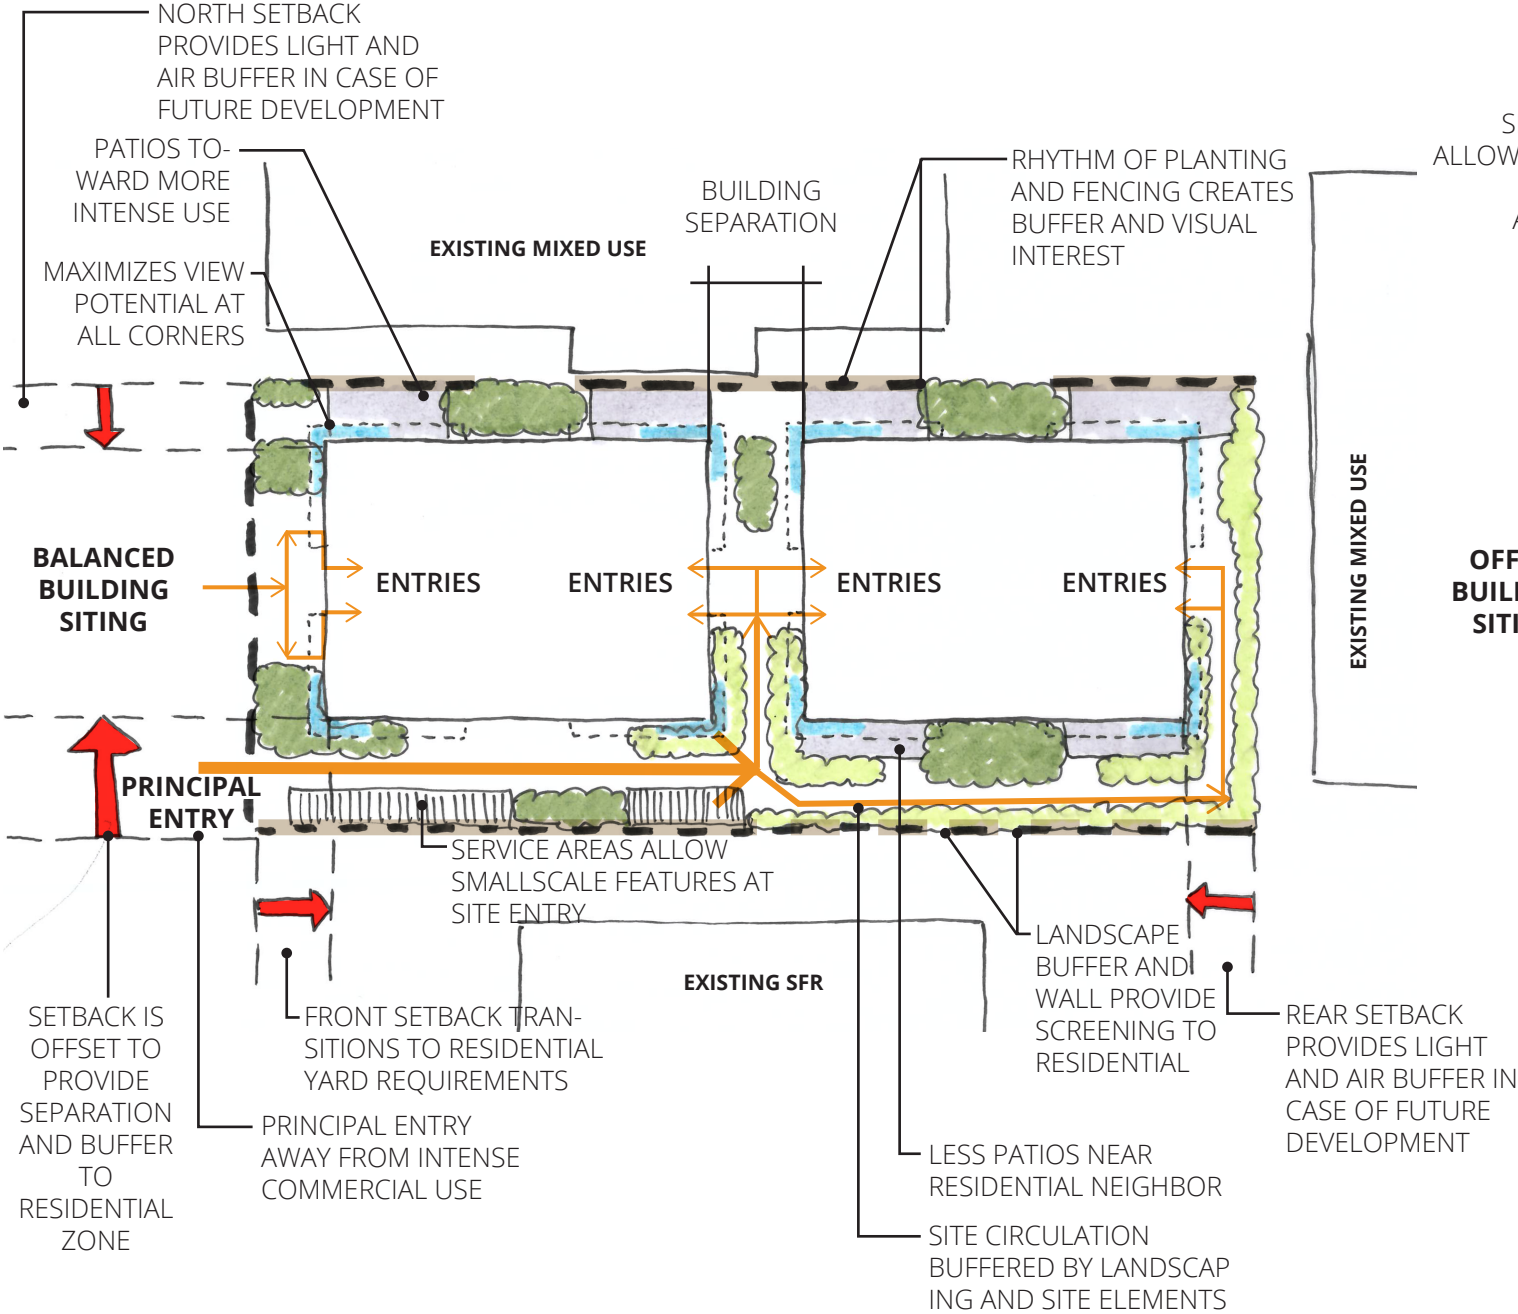 NORTH SETBACK
PROVIDES LIGHT AND
AIR BUFFER IN CASE OF
FUTURE DEVELOPMENT
PATIOS TO-
WARD MORE
INTENSE USE
MAXIMIZES VIEW
POTENTIAL AT
ALL CORNERS
EXISTING MIXED USE
BUILDING
SEPARATION
RHYTHM OF PLANTING
AND FENCING CREATES
BUFFER AND VISUAL
INTEREST
S
ALLOW
A
BALANCED
BUILDING
SITING
ENTRIES
ENTRIES
ENTRIES
ENTRIES
EXISTING MIXED USE
OFF
BUIL
SITI
PRINCIPAL
ENTRY
SERVICE AREAS ALLOW
SMALLSCALE FEATURES AT
SITE ENTRY
EXISTING SFR
LANDSCAPE
BUFFER AND
WALL PROVIDE
SCREENING TO
RESIDENTIAL
REAR SETBACK
PROVIDES LIGHT
AND AIR BUFFER IN
CASE OF FUTURE
DEVELOPMENT
SETBACK IS
OFFSET TO
PROVIDE
SEPARATION
AND BUFFER
TO
RESIDENTIAL
ZONE
FRONT SETBACK TRAN-
SITIONS TO RESIDENTIAL
YARD REQUIREMENTS
PRINCIPAL ENTRY
AWAY FROM INTENSE
COMMERCIAL USE
LESS PATIOS NEAR
RESIDENTIAL NEIGHBOR
SITE CIRCULATION
BUFFERED BY LANDSCAP
ING AND SITE ELEMENTS